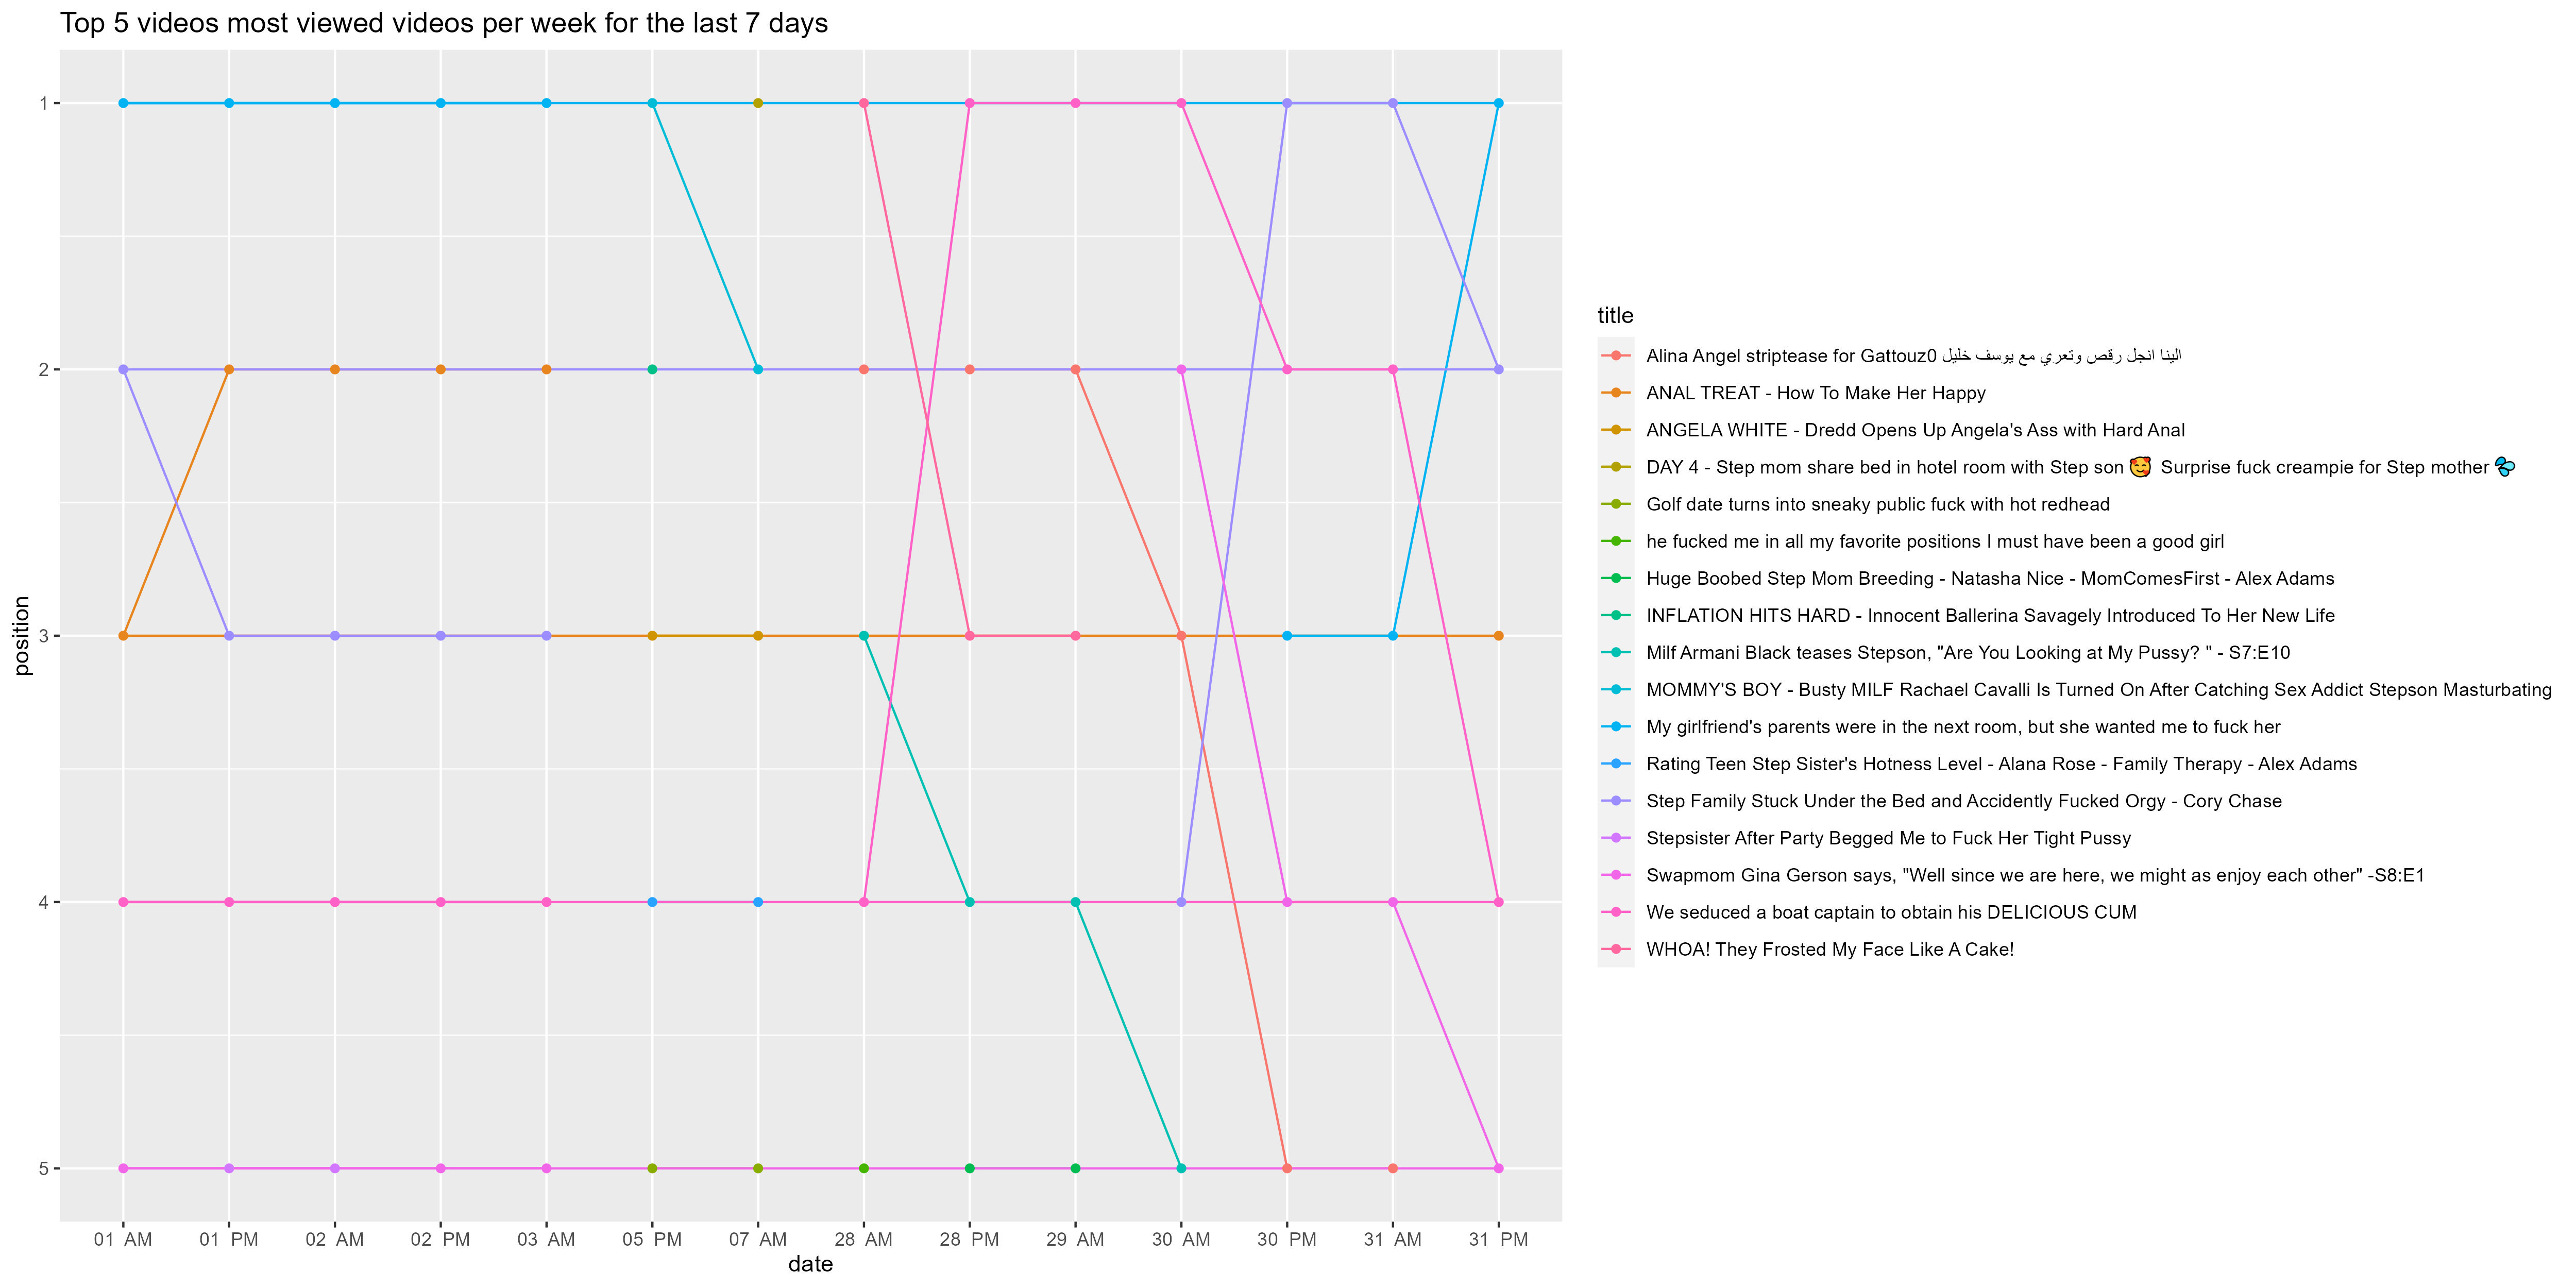 Top 5 videos most viewed videos per week for the last 7 days
position
1
2
3
4
5
01 AM
01 PM
02 AM
02 PM
03 AM
05 PM
07 AM
28 AM
28 PM
29 AM
30 AM
30 PM
31 AM
31 PM
date
title
Alina Angel striptease for Gattouz0 الينا انجل رقص وتعري مع يوسف خليل
ANAL TREAT - How To Make Her Happy
ANGELA WHITE - Dredd Opens Up Angela's Ass with Hard Anal
DAY 4 - Step mom share bed in hotel room with Step son 🥰 Surprise fuck creampie for Step mother 💦
Golf date turns into sneaky public fuck with hot redhead
he fucked me in all my favorite positions I must have been a good girl
Huge Boobed Step Mom Breeding - Natasha Nice - MomComesFirst - Alex Adams
INFLATION HITS HARD - Innocent Ballerina Savagely Introduced To Her New Life
Milf Armani Black teases Stepson, "Are You Looking at My Pussy? " - S7:E10
MOMMY'S BOY - Busty MILF Rachael Cavalli Is Turned On After Catching Sex Addict Stepson Masturbating
My girlfriend's parents were in the next room, but she wanted me to fuck her
Rating Teen Step Sister's Hotness Level - Alana Rose - Family Therapy - Alex Adams
Step Family Stuck Under the Bed and Accidently Fucked Orgy - Cory Chase
Stepsister After Party Begged Me to Fuck Her Tight Pussy
Swapmom Gina Gerson says, "Well since we are here, we might as enjoy each other" -S8:E1
We seduced a boat captain to obtain his DELICIOUS CUM
WHOA! They Frosted My Face Like A Cake!